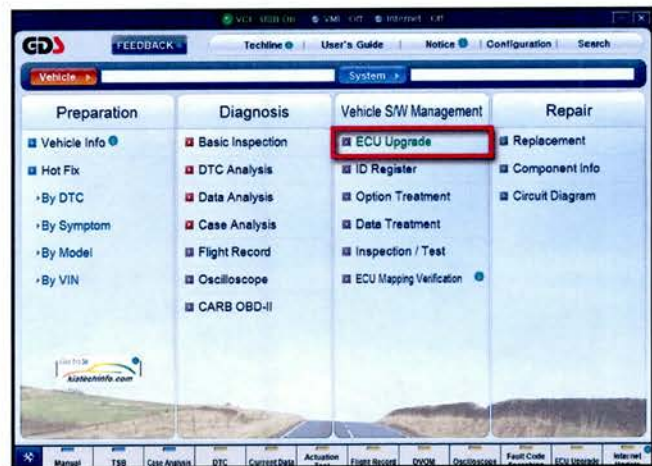 VCI : USB On VMI : Off Internet : Off
GDS FEEDBACK Techline User's Guide Notice Configuration Search
Vehicle System
Preparation Diagnosis Vehicle S/W Management Repair
Vehicle Info Basic Inspection ECU Upgrade Replacement
Hot Fix DTC Analysis ID Register Component Info
By DTC Data Analysis Option Treatment Circuit Diagram
By Symptom Case Analysis Data Treatment
By Model Flight Record Inspection / Test
By VIN Oscilloscope ECU Mapping Verification
CARB OBD-II
Go to
kiatechinfo.com
Manual TSB Case Analysis DTC Current Data Actuation Flight Record DVOM Oscilloscope Fault Code ECU Upgrade Internet